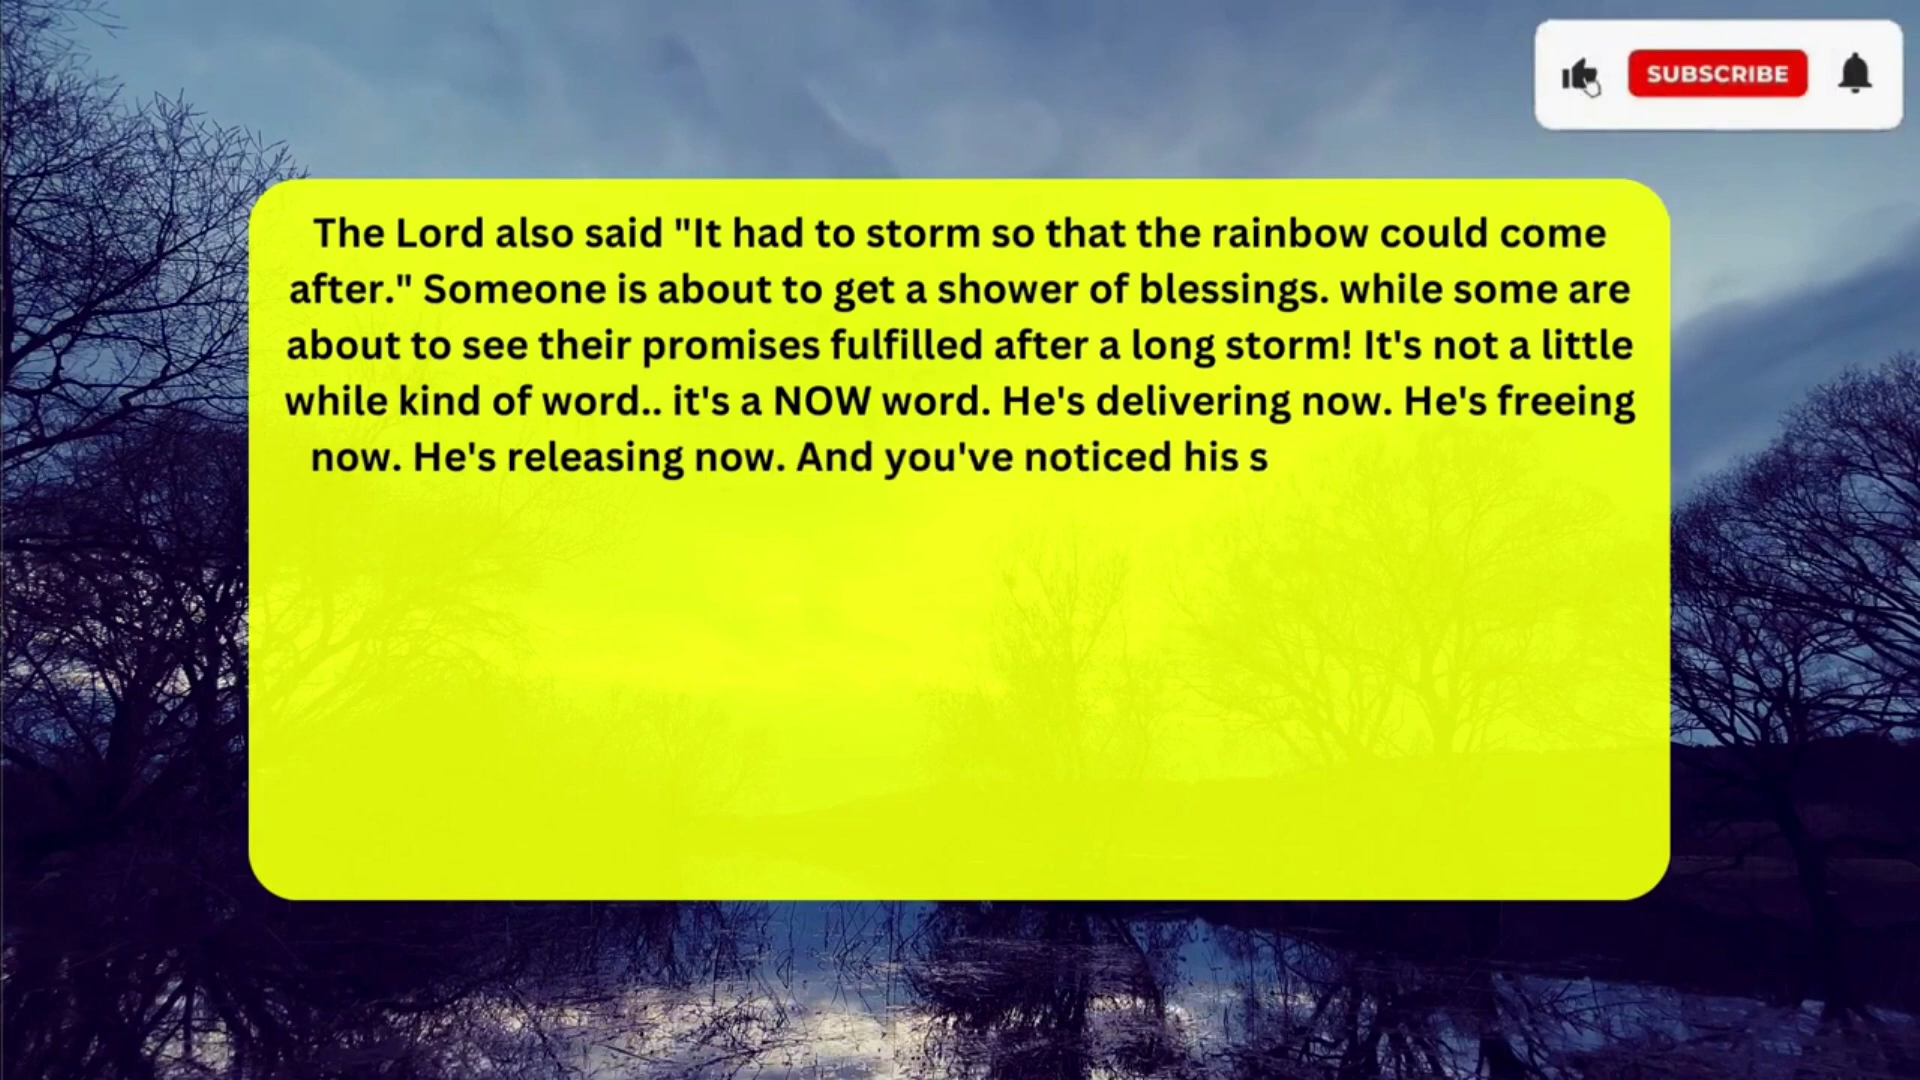 SUBSCRIBE
The Lord also said "It had to storm so that the rainbow could come
after." Someone is about to get a shower of blessings. while some are
about to see their promises fulfilled after a long storm! It's not a little
while kind of word.. it's a NOW word. He's delivering now. He's freeing
now. He's releasing now. And you've noticed his s